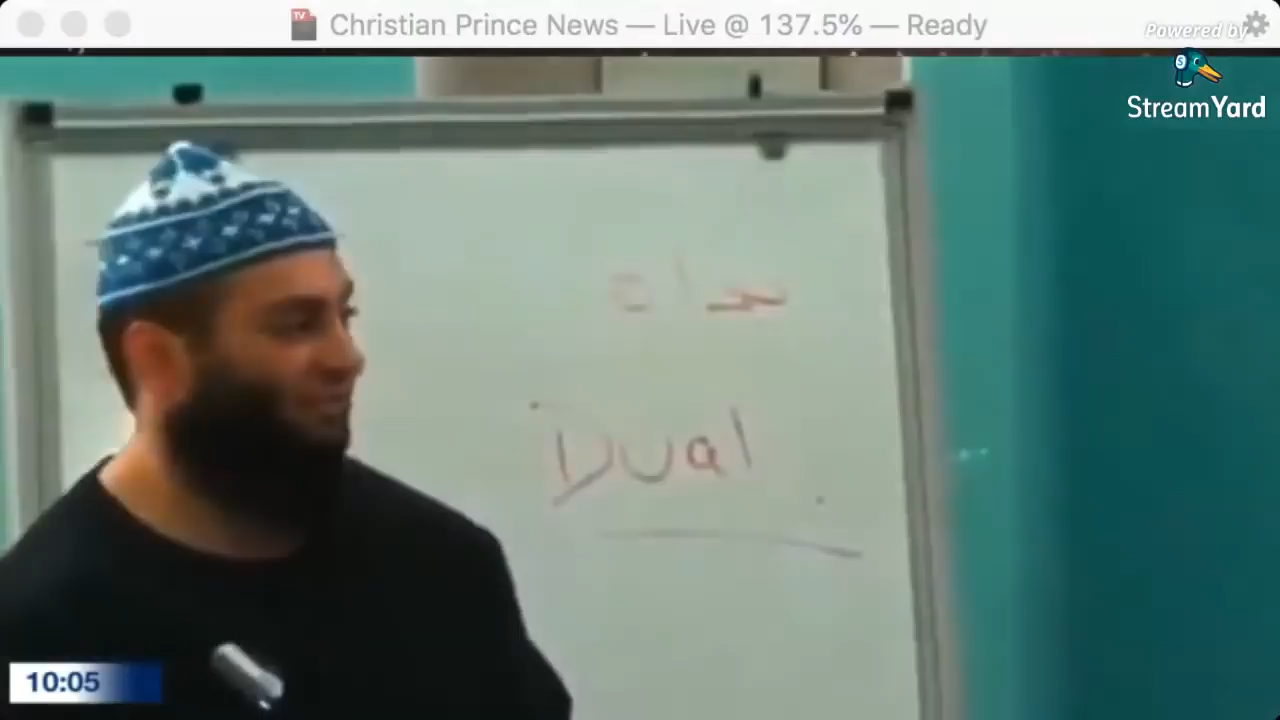 Christian Prince News — Live @ 137.5% — Ready
Powered by
StreamYard
Dual
10:05